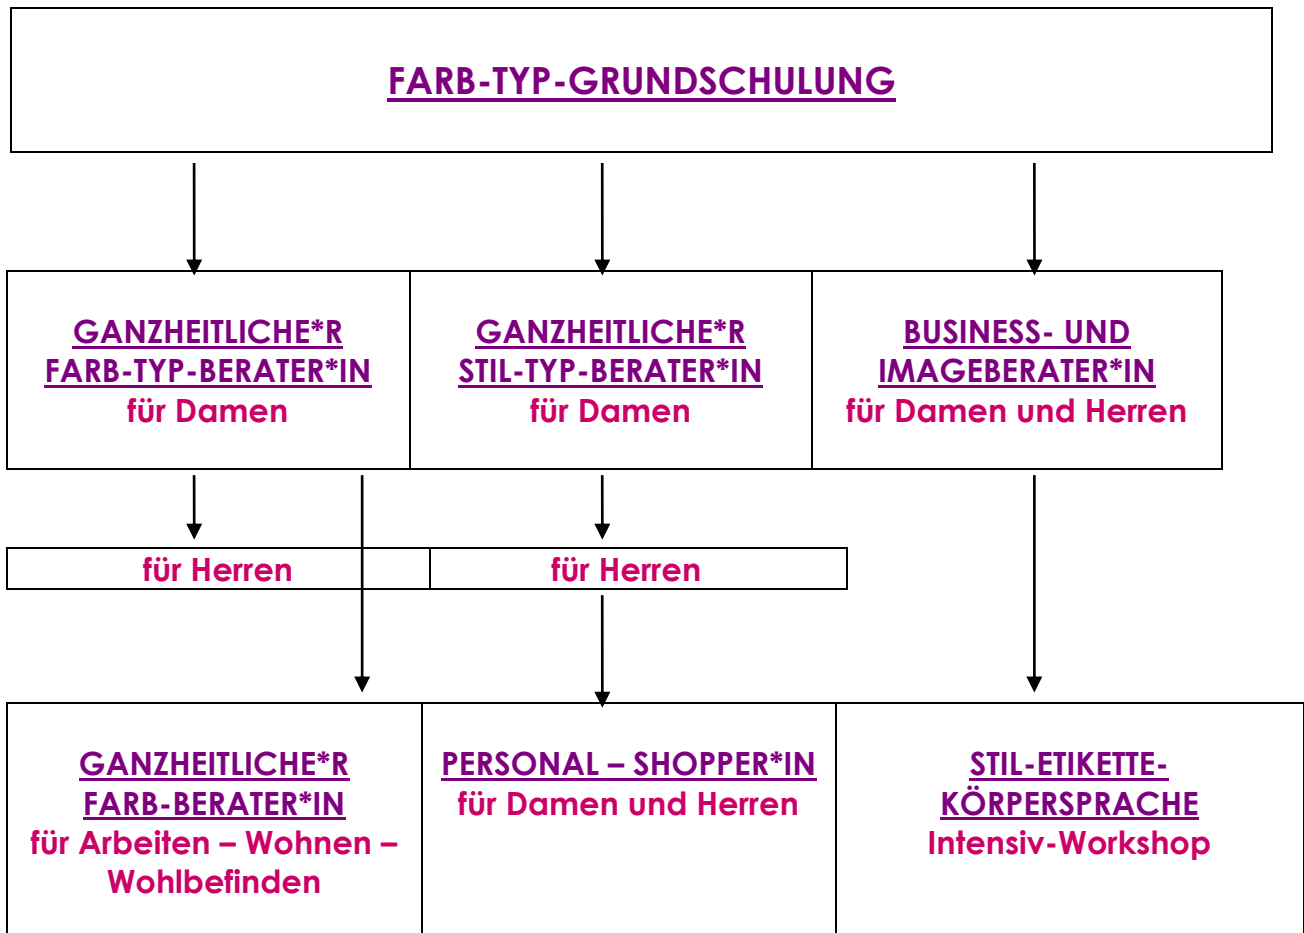 FARB-TYP-GRUNDSCHULUNG
GANZHEITLICHE*R
FARB-TYP-BERATER*IN
für Damen
GANZHEITLICHE*R
STIL-TYP-BERATER*IN
für Damen
BUSINESS- UND
IMAGEBERATER*IN
für Damen und Herren
für Herren
für Herren
GANZHEITLICHE*R
FARB-BERATER*IN
für Arbeiten – Wohnen –
Wohlbefinden
PERSONAL – SHOPPER*IN
für Damen und Herren
STIL-ETIKETTE-
KÖRPERSPRACHE
Intensiv-Workshop